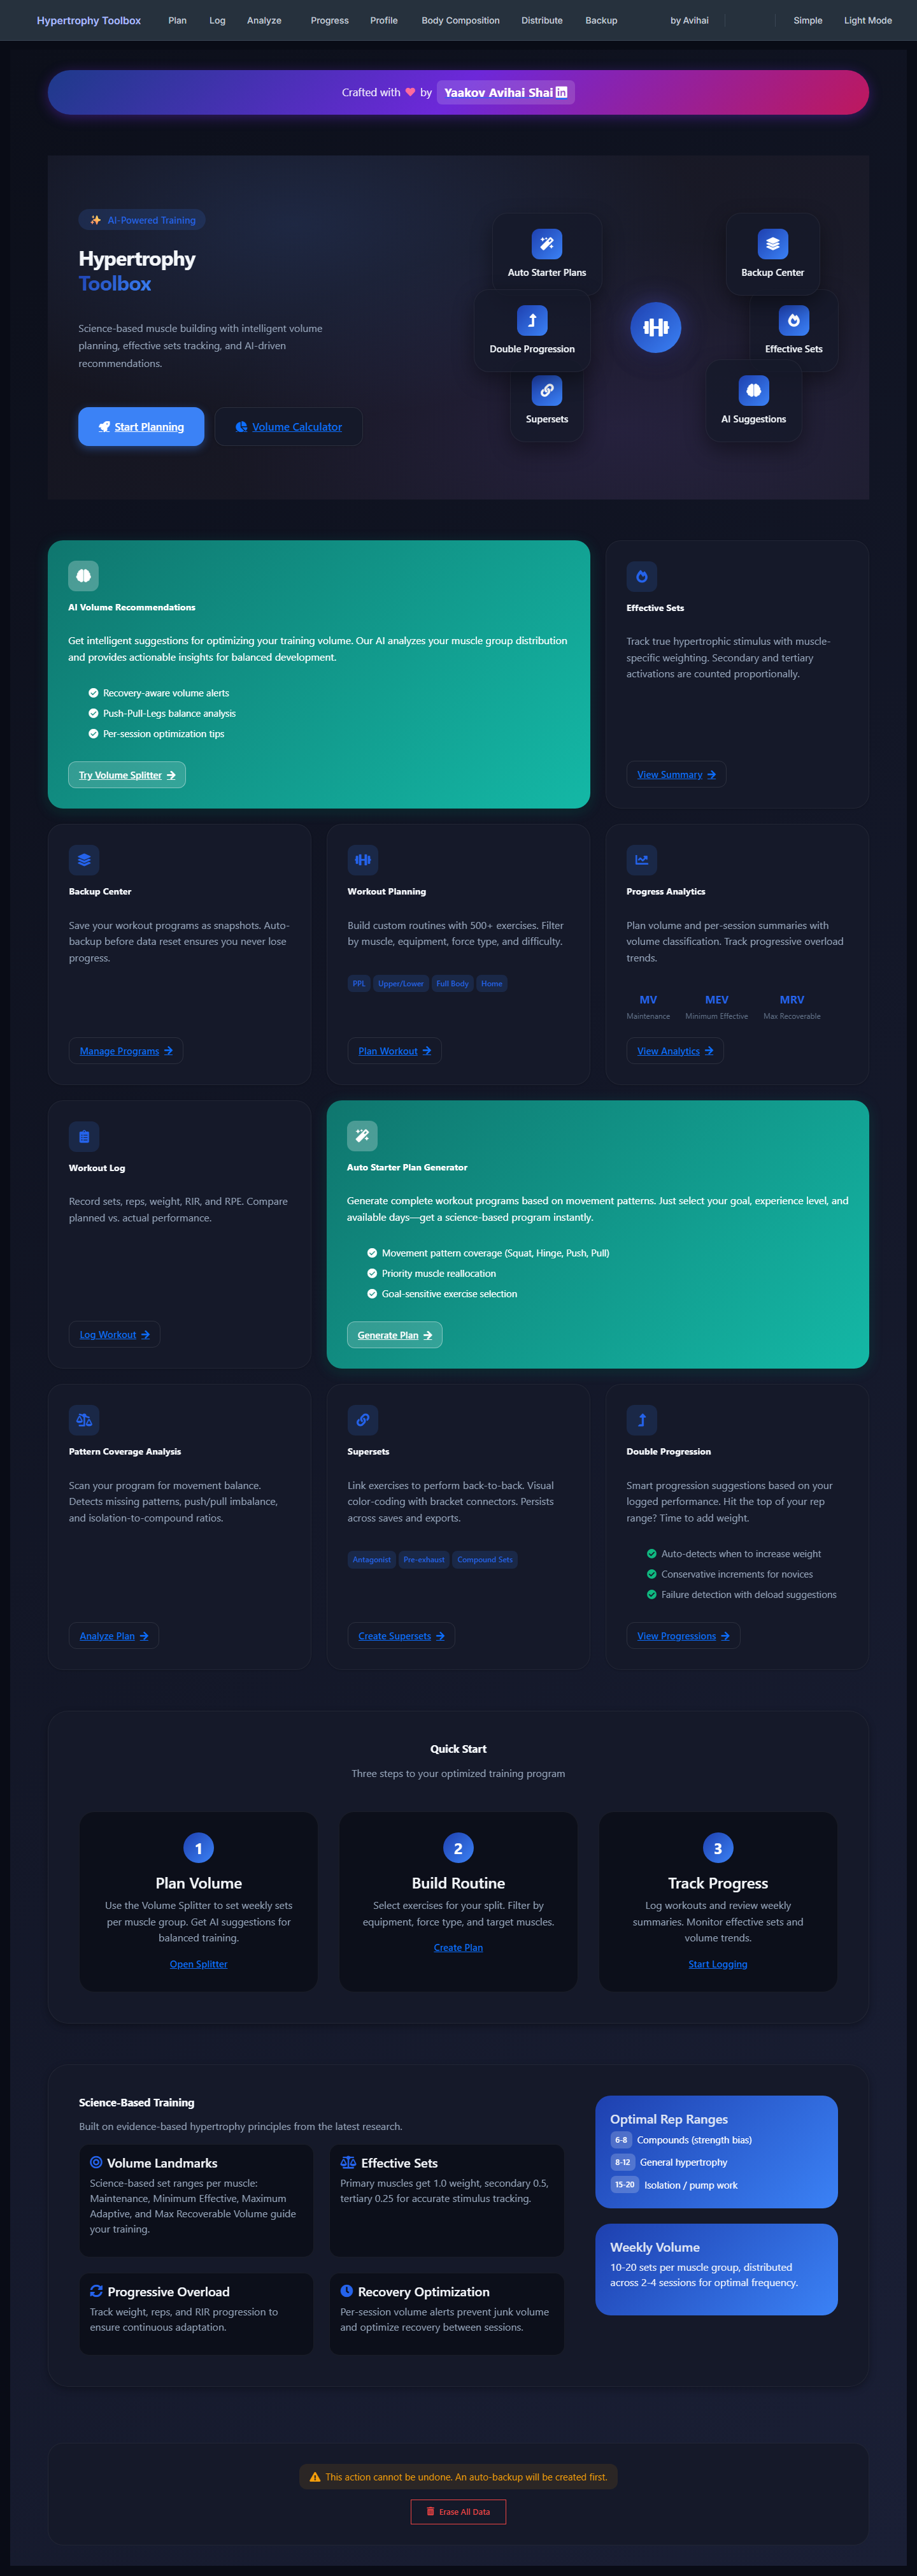 Hypertrophy Toolbox Plan Log Analyze Progress Profile Body Composition Distribute Backup by Avihai Simple Light Mode
Crafted with ❤ by Yaakov Avihai Shai
✨ AI-Powered Training
Hypertrophy
Toolbox
Science-based muscle building with intelligent volume
planning, effective sets tracking, and AI-driven
recommendations.
Start Planning
Volume Calculator
Auto Starter Plans
Backup Center
Double Progression
Effective Sets
Supersets
AI Suggestions
AI Volume Recommendations
Get intelligent suggestions for optimizing your training volume. Our AI analyzes your muscle group distribution
and provides actionable insights for balanced development.
Recovery-aware volume alerts
Push-Pull-Legs balance analysis
Per-session optimization tips
Try Volume Splitter
Effective Sets
Track true hypertrophic stimulus with muscle-
specific weighting. Secondary and tertiary
activations are counted proportionally.
View Summary
Backup Center
Save your workout programs as snapshots. Auto-
backup before data reset ensures you never lose
progress.
Manage Programs
Workout Planning
Build custom routines with 500+ exercises. Filter
by muscle, equipment, force type, and difficulty.
PPL Upper/Lower Full Body Home
Plan Workout
Progress Analytics
Plan volume and per-session summaries with
volume classification. Track progressive overload
trends.
MV MEV MRV
Maintenance Minimum Effective Max Recoverable
View Analytics
Workout Log
Record sets, reps, weight, RIR, and RPE. Compare
planned vs. actual performance.
Log Workout
Auto Starter Plan Generator
Generate complete workout programs based on movement patterns. Just select your goal, experience level, and
available days—get a science-based program instantly.
Movement pattern coverage (Squat, Hinge, Push, Pull)
Priority muscle reallocation
Goal-sensitive exercise selection
Generate Plan
Pattern Coverage Analysis
Scan your program for movement balance.
Detects missing patterns, push/pull imbalance,
and isolation-to-compound ratios.
Analyze Plan
Supersets
Link exercises to perform back-to-back. Visual
color-coding with bracket connectors. Persists
across saves and exports.
Antagonist Pre-exhaust Compound Sets
Create Supersets
Double Progression
Smart progression suggestions based on your
logged performance. Hit the top of your rep
range? Time to add weight.
Auto-detects when to increase weight
Conservative increments for novices
Failure detection with deload suggestions
View Progressions
Quick Start
Three steps to your optimized training program
1
Plan Volume
Use the Volume Splitter to set weekly sets
per muscle group. Get AI suggestions for
balanced training.
Open Splitter
2
Build Routine
Select exercises for your split. Filter by
equipment, force type, and target muscles.
Create Plan
3
Track Progress
Log workouts and review weekly
summaries. Monitor effective sets and
volume trends.
Start Logging
Science-Based Training
Built on evidence-based hypertrophy principles from the latest research.
Volume Landmarks
Science-based set ranges per muscle:
Maintenance, Minimum Effective, Maximum
Adaptive, and Max Recoverable Volume guide
your training.
Effective Sets
Primary muscles get 1.0 weight, secondary 0.5,
tertiary 0.25 for accurate stimulus tracking.
Progressive Overload
Track weight, reps, and RIR progression to
ensure continuous adaptation.
Recovery Optimization
Per-session volume alerts prevent junk volume
and optimize recovery between sessions.
Optimal Rep Ranges
6-8 Compounds (strength bias)
8-12 General hypertrophy
15-20 Isolation / pump work
Weekly Volume
10-20 sets per muscle group, distributed
across 2-4 sessions for optimal frequency.
This action cannot be undone. An auto-backup will be created first.
Erase All Data